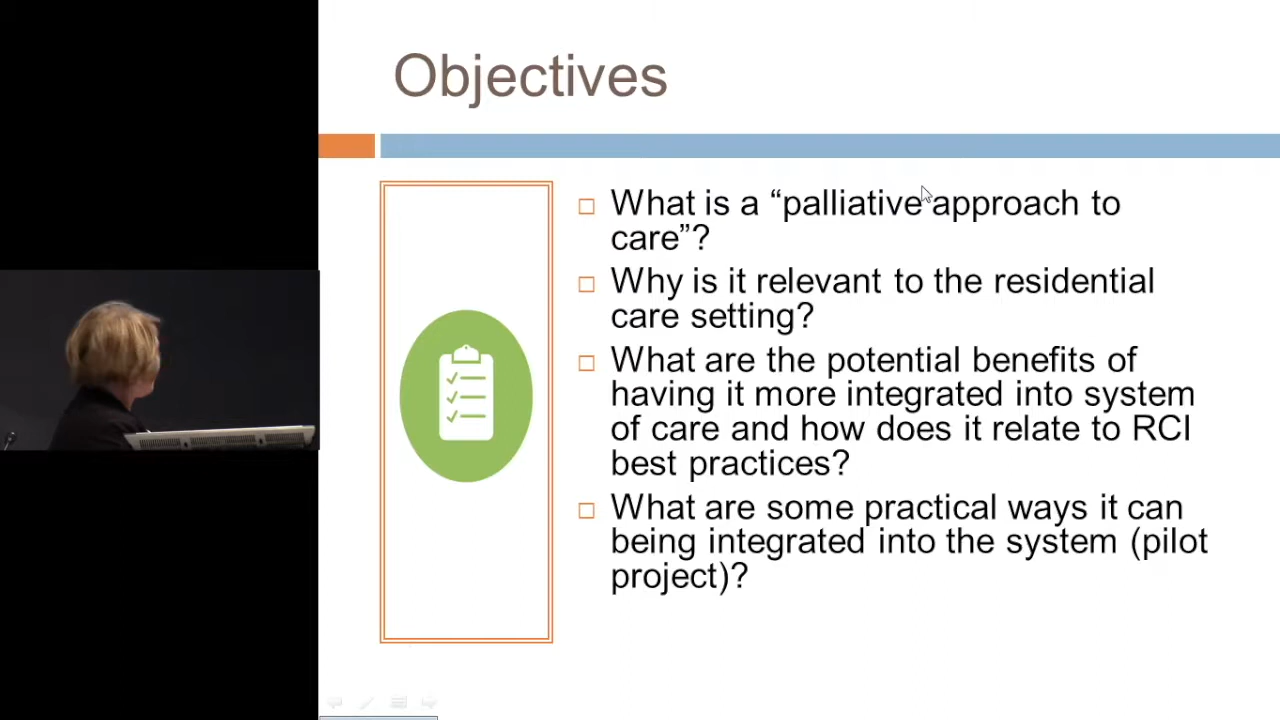 Objectives
What is a “palliative approach to
care”?
Why is it relevant to the residential
care setting?
What are the potential benefits of
having it more integrated into system
of care and how does it relate to RCI
best practices?
What are some practical ways it can
being integrated into the system (pilot
project)?